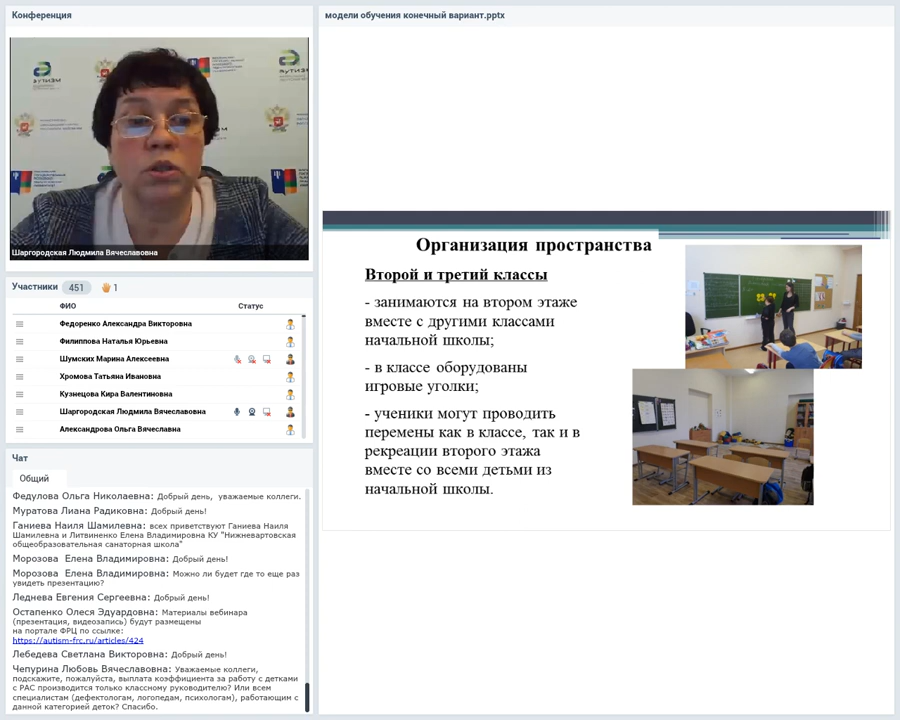 Конференция
аутизм
аутизм
Шаргородская Людмила Вячеславовна
Участники 451 1
ФИО Статус
Федоренко Александра Викторовна
Филиппова Наталья Юрьевна
Шумских Марина Алексеевна
Хромова Татьяна Ивановна
Кузнецова Кира Валентиновна
Шаргородская Людмила Вячеславовна
Александрова Ольга Вячеславна
Чат
Общий
Федулова Ольга Николаевна: Добрый день, уважаемые коллеги.
Муратова Лиана Радиковна: Добрый день!
Ганиева Наиля Шамилевна: всех приветствуют Ганиева Наиля
Шамилевна и Литвиненко Елена Владимировна КУ "Нижневартовская
общеобразовательная санаторная школа"
Морозова Елена Владимировна: Добрый день!
Морозова Елена Владимировна: Можно ли будет где то еще раз
увидеть презентацию?
Леднева Евгения Сергеевна: Добрый день!
Остапенко Олеся Эдуардовна: Материалы вебинара
(презентация, видеозапись) будут размещены
на портале ФРЦ по ссылке:
https://autism-frc.ru/articles/424
Лебедева Светлана Викторовна: Добрый день!
Чепурина Любовь Вячеславовна: Уважаемые коллеги,
подскажите, пожалуйста, выплата коэффициента за работу с детками
с РАС производится только классному руководителю? Или всем
специалистам (дефектологам, логопедам, психологам), работающим с
данной категорией деток? Спасибо.
модели обучения конечный вариант.pptx
Организация пространства
Второй и третий классы
- занимаются на втором этаже
вместе с другими классами
начальной школы;
- в классе оборудованы
игровые уголки;
- ученики могут проводить
перемены как в классе, так и в
рекреации второго этажа
вместе со всеми детьми из
начальной школы.